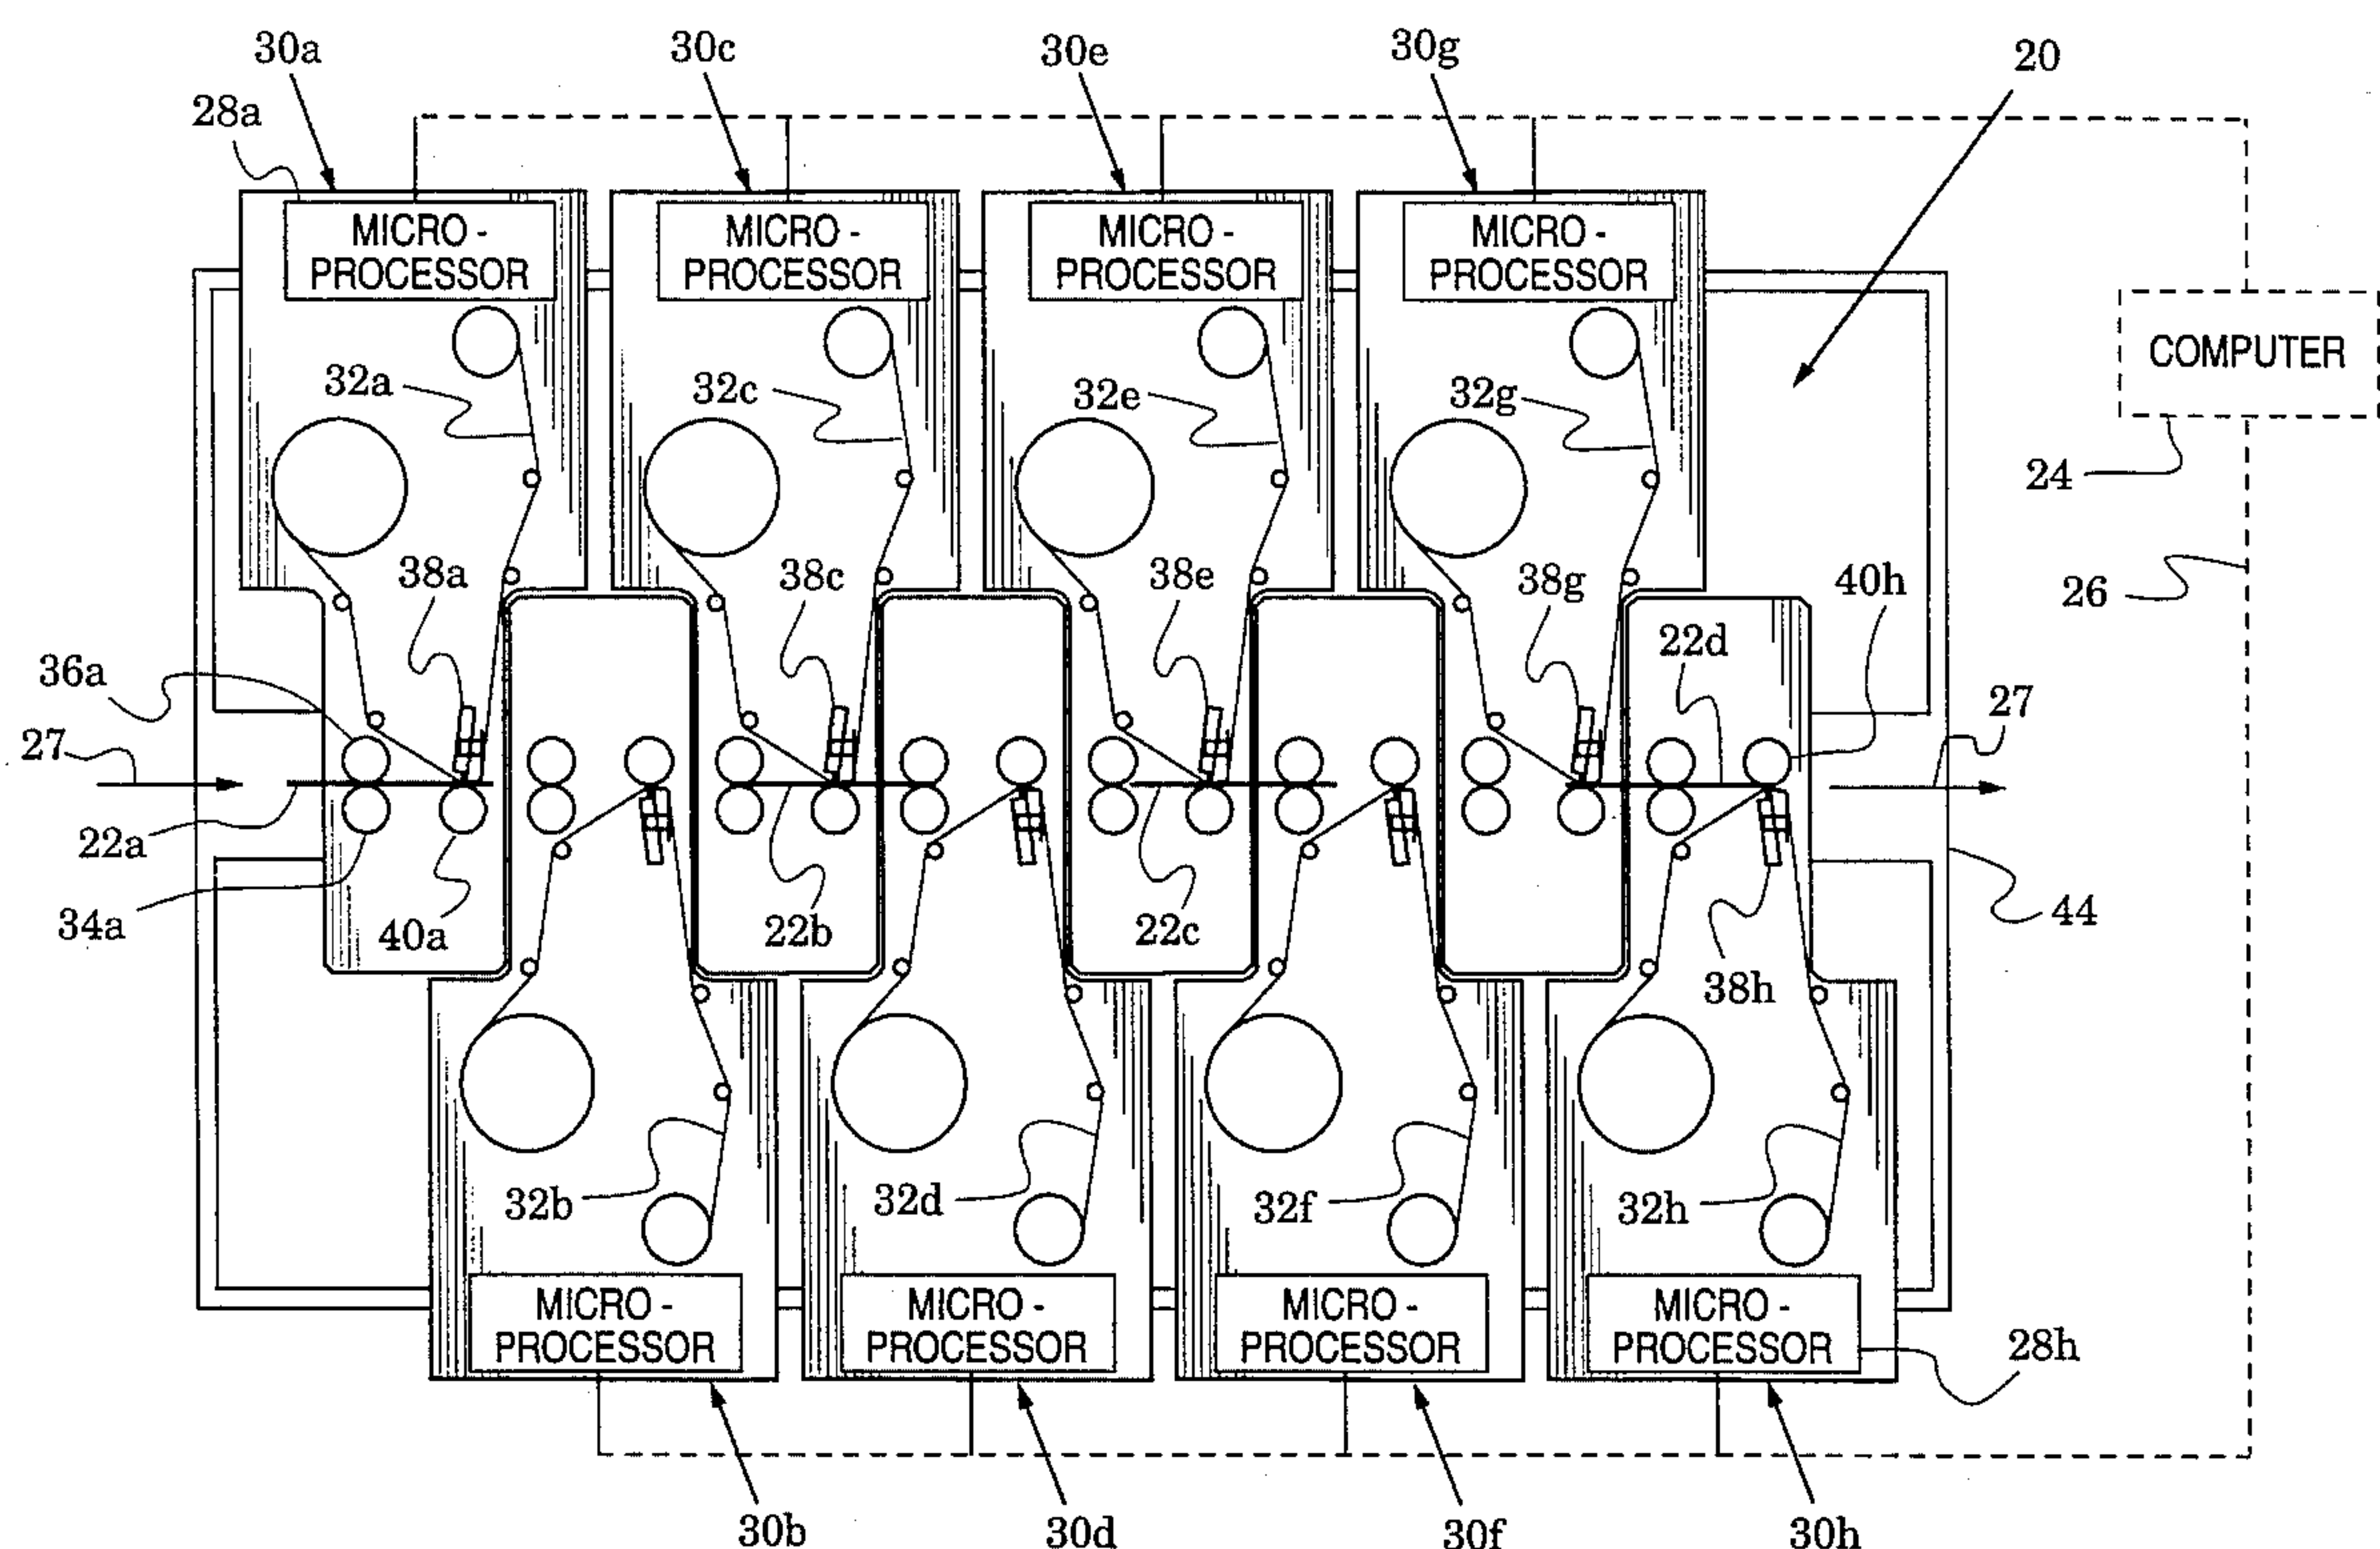 30a
30c
30e
30g
20
28a
MICRO -
PROCESSOR
MICRO -
PROCESSOR
MICRO -
PROCESSOR
MICRO -
PROCESSOR
COMPUTER
32a
32c
32e
32g
24
38a
38c
38e
38g
40h
26
36a
22d
27
27
22a
34a
40a
22b
22c
44
38h
32b
32d
32f
32h
MICRO -
PROCESSOR
MICRO -
PROCESSOR
MICRO -
PROCESSOR
MICRO -
PROCESSOR
28h
30b
30d
30f
30h